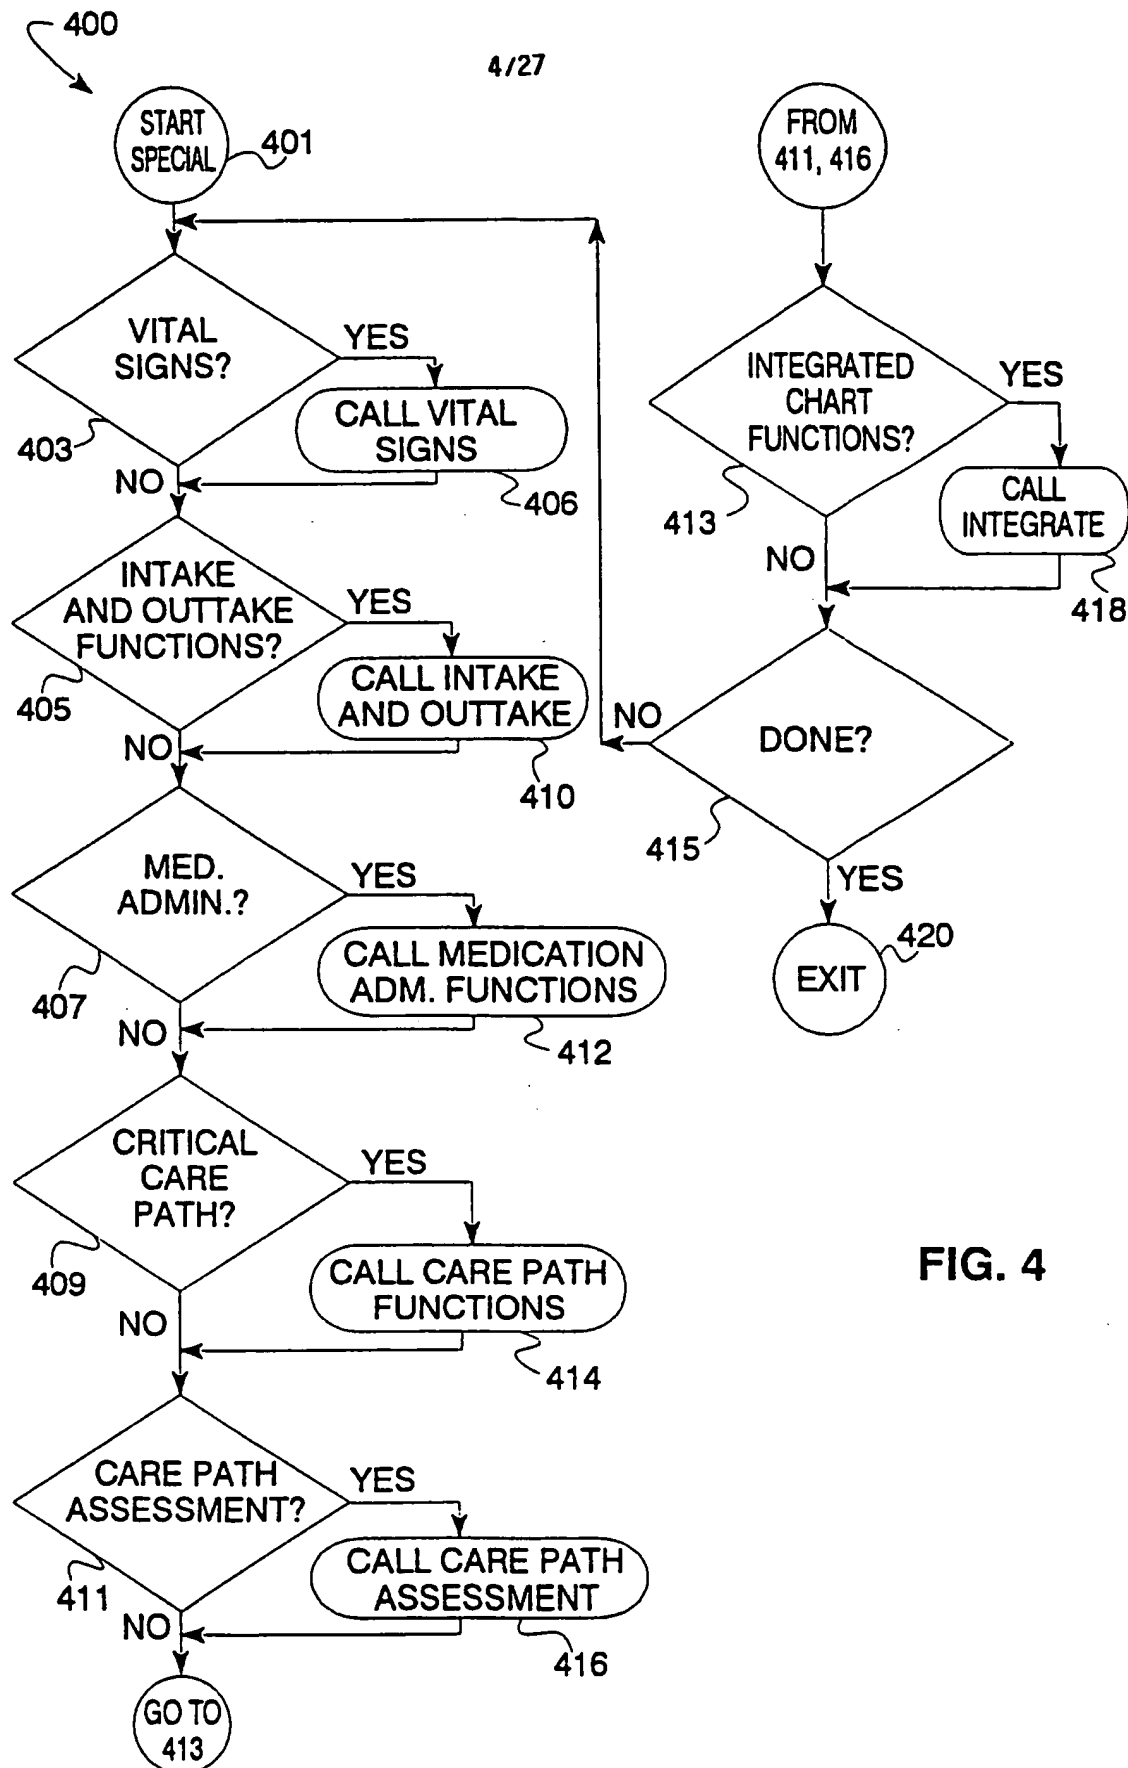 400
4/27
START
SPECIAL
401
VITAL
SIGNS?
403
YES
CALL VITAL
SIGNS
406
NO
INTAKE
AND OUTTAKE
FUNCTIONS?
405
YES
CALL INTAKE
AND OUTTAKE
410
NO
MED.
ADMIN.?
407
YES
CALL MEDICATION
ADM. FUNCTIONS
412
NO
CRITICAL
CARE
PATH?
409
YES
CALL CARE PATH
FUNCTIONS
414
NO
CARE PATH
ASSESSMENT?
411
YES
CALL CARE PATH
ASSESSMENT
416
NO
GO TO
413
FROM
411, 416
INTEGRATED
CHART
FUNCTIONS?
413
YES
CALL
INTEGRATE
418
NO
DONE?
415
NO
YES
EXIT
420
FIG. 4